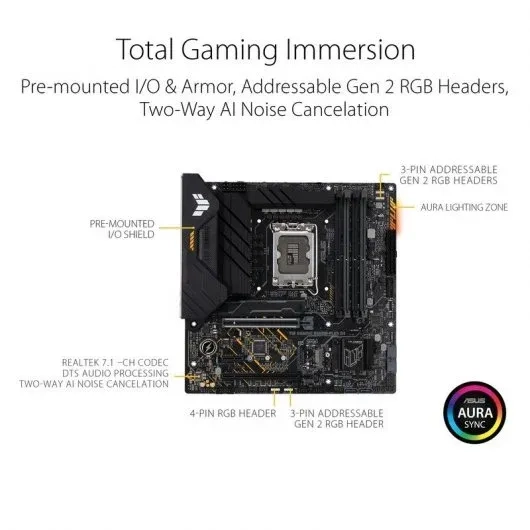 Total Gaming Immersion
Pre-mounted I/O & Armor, Addressable Gen 2 RGB Headers,
Two-Way AI Noise Cancelation
3-PIN ADDRESSABLE
GEN 2 RGB HEADERS
AURA LIGHTING ZONE
PRE-MOUNTED
I/O SHIELD
REALTEK 7.1 –CH CODEC
DTS AUDIO PROCESSING
TWO-WAY AI NOISE CANCELATION
4-PIN RGB HEADER
3-PIN ADDRESSABLE
GEN 2 RGB HEADER
ASUS
AURA
SYNC